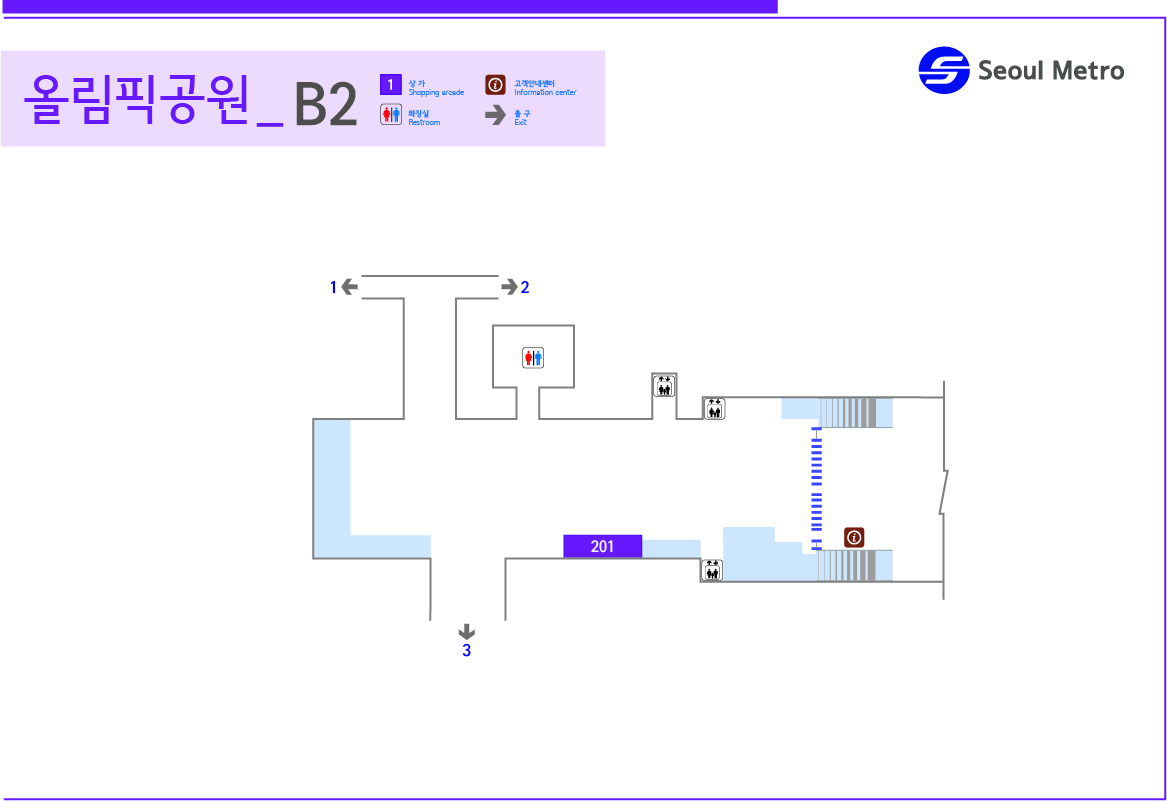 올림픽공원_B2
1 상 가
Shopping arcade
고객안내센터
Information center
화장실
Restroom
출 구
Exit
Seoul Metro
1
2
201
3